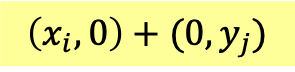 (x_i, 0) + (0, y_j)